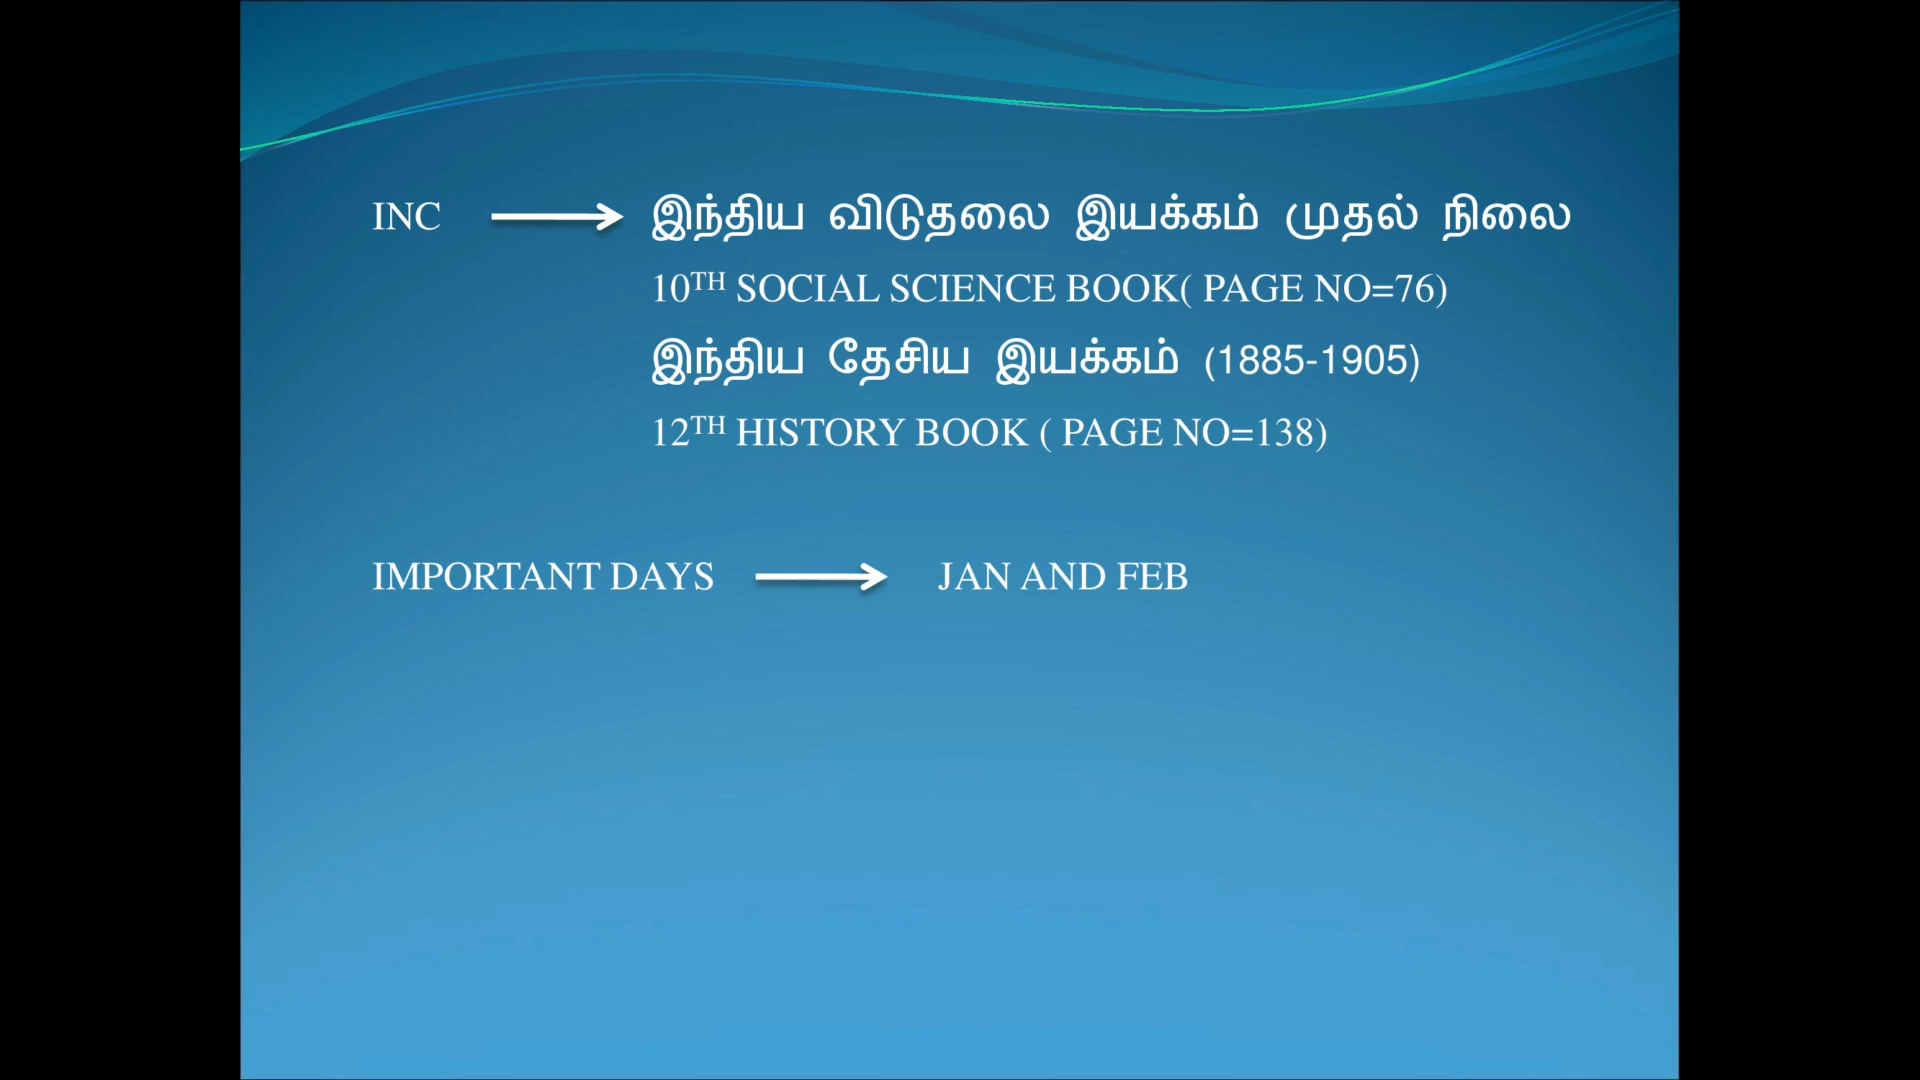 INC இந்திய விடுதலை இயக்கம் முதல் நிலை
10TH SOCIAL SCIENCE BOOK( PAGE NO=76)
இந்திய தேசிய இயக்கம் (1885-1905)
12TH HISTORY BOOK ( PAGE NO=138)
IMPORTANT DAYS JAN AND FEB